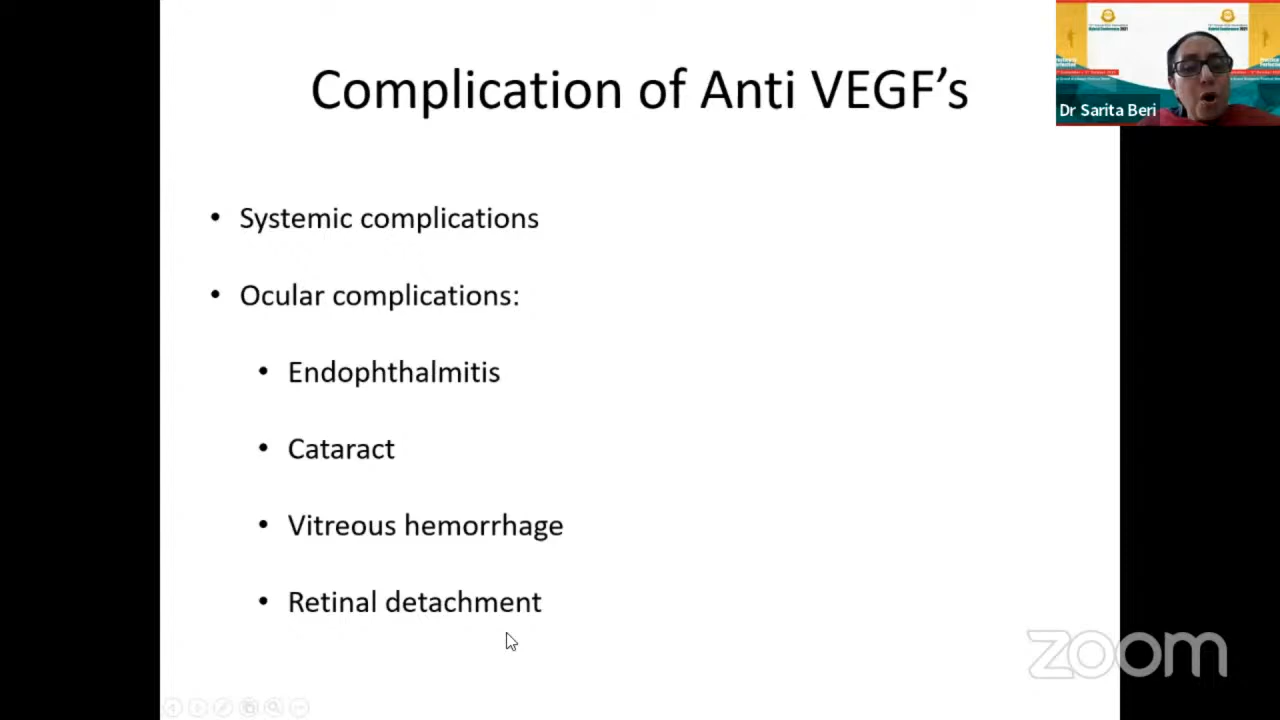 Complication of Anti VEGF's
Dr Sarita Beri
• Systemic complications
• Ocular complications:
• Endophthalmitis
• Cataract
• Vitreous hemorrhage
• Retinal detachment
zoom